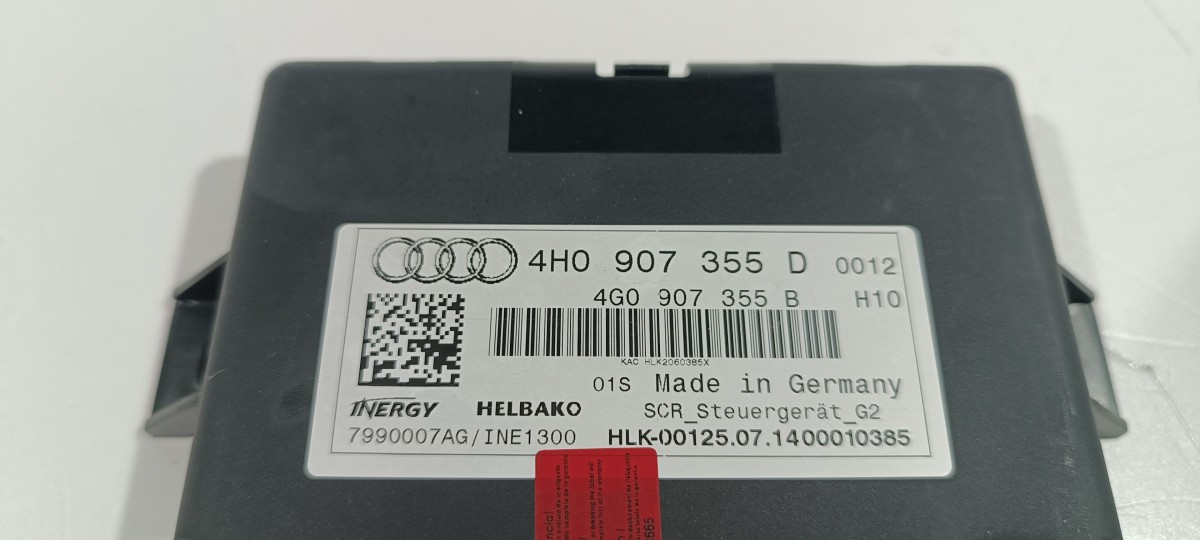 4H0 907 355 D 0012
4G0 907 355 B H10
KAC HLK2060385X
01S Made in Germany
INERGY HELBAKO SCR_Steuergerät_G2
7990007AG/INE1300 HLK-00125.07.1400010385